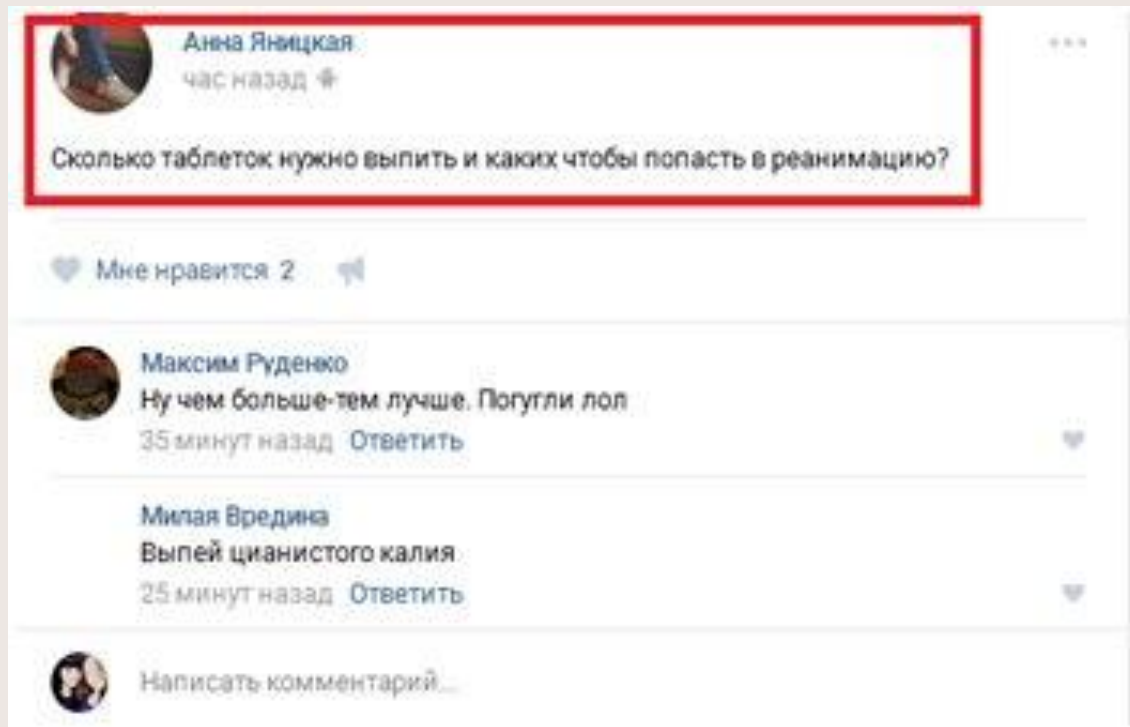 Анна Яницкая
час назад
Сколько таблеток нужно выпить и каких чтобы попасть в реанимацию?
Мне нравится 2
Максим Руденко
Ну чем больше-тем лучше. Погугли лол
35 минут назад Ответить
Милая Вредина
Выпей цианистого калия
25 минут назад Ответить
Написать комментарий...